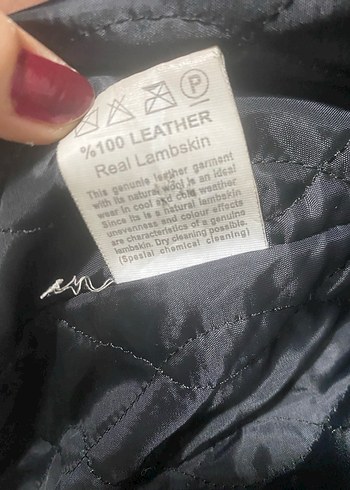 P
%100 LEATHER
Real Lambskin
This genuine leather garment
with its natural wool is an ideal
wear in cool and cold weather
Since its is a natural lambskin
unevenness and colour effects
are characteristics of a genuine
lambskin. Dry cleaning possible.
(Spesial chemical cleaning)